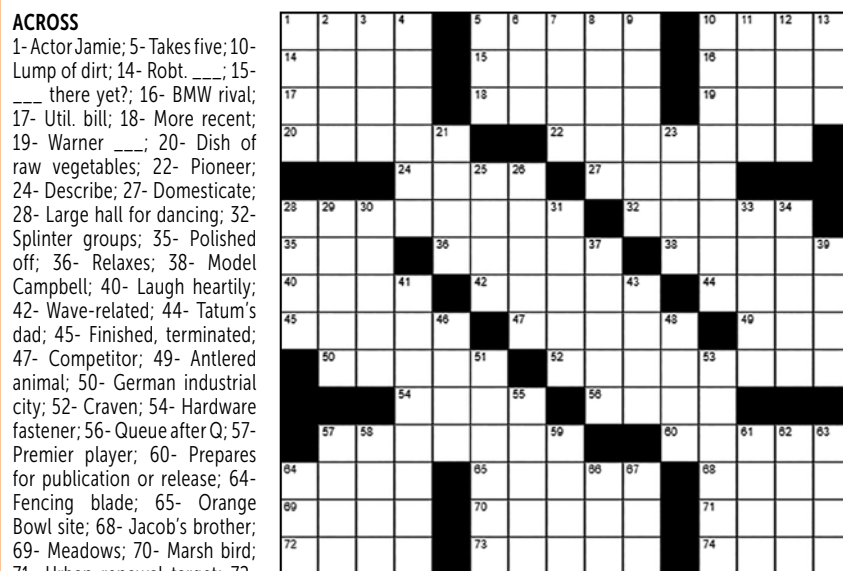 ACROSS
1- Actor Jamie; 5- Takes five; 10-
Lump of dirt; 14- Robt. ___; 15-
___ there yet?; 16- BMW rival;
17- Util. bill; 18- More recent;
19- Warner ___; 20- Dish of
raw vegetables; 22- Pioneer;
24- Describe; 27- Domesticate;
28- Large hall for dancing; 32-
Splinter groups; 35- Polished
off; 36- Relaxes; 38- Model
Campbell; 40- Laugh heartily;
42- Wave-related; 44- Tatum's
dad; 45- Finished, terminated;
47- Competitor; 49- Antlered
animal; 50- German industrial
city; 52- Craven; 54- Hardware
fastener; 56- Queue after Q; 57-
Premier player; 60- Prepares
for publication or release; 64-
Fencing blade; 65- Orange
Bowl site; 68- Jacob's brother;
69- Meadows; 70- Marsh bird;
71- Urban renewal target; 72-
1 2 3 4 5 6 7 8 9 10 11 12 13
14 15 16
17 18 19
20 21 22 23
24 25 26 27
28 29 30 31 32 33 34
35 36 37 38 39
40 41 42 43 44
45 46 47 48 49
50 51 52 53
54 55 56
57 58 59 60 61 62 63
64 65 66 67 68
69 70 71
72 73 74